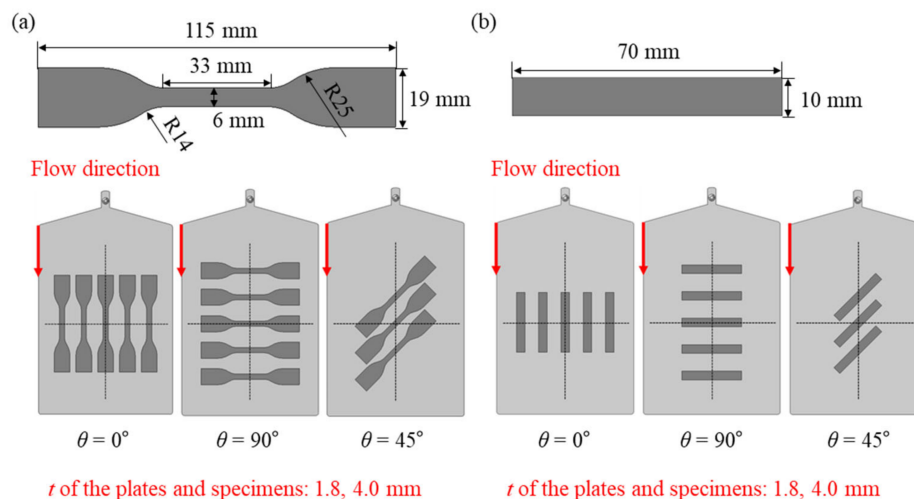 (a)
115 mm
33 mm
6 mm
R14
R25
19 mm
Flow direction
θ = 0°
θ = 90°
θ = 45°
t of the plates and specimens: 1.8, 4.0 mm
(b)
70 mm
10 mm
Flow direction
θ = 0°
θ = 90°
θ = 45°
t of the plates and specimens: 1.8, 4.0 mm